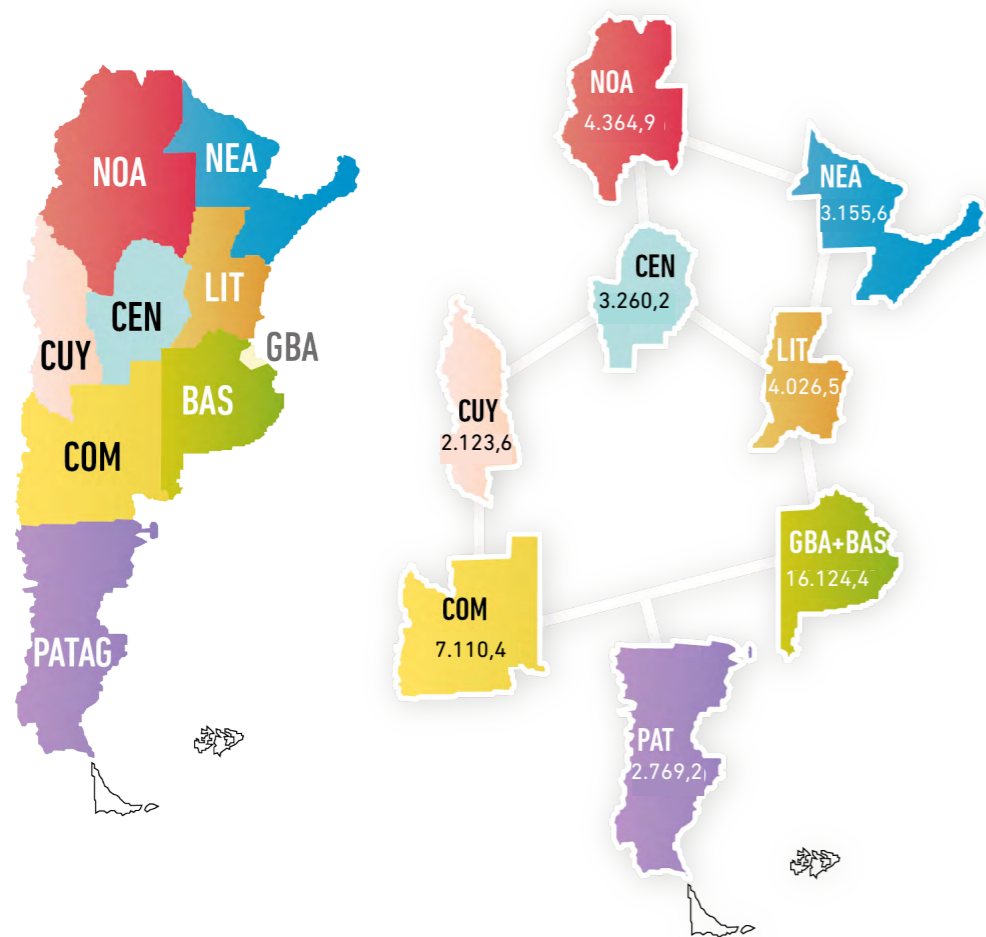 NOA
NEA
LIT
CEN
GBA
CUY
BAS
COM
PATAG
NOA
4.364,9
NEA
3.155,6
CEN
3.260,2
LIT
4.026,5
CUY
2.123,6
GBA+BAS
16.124,4
COM
7.110,4
PAT
2.769,2